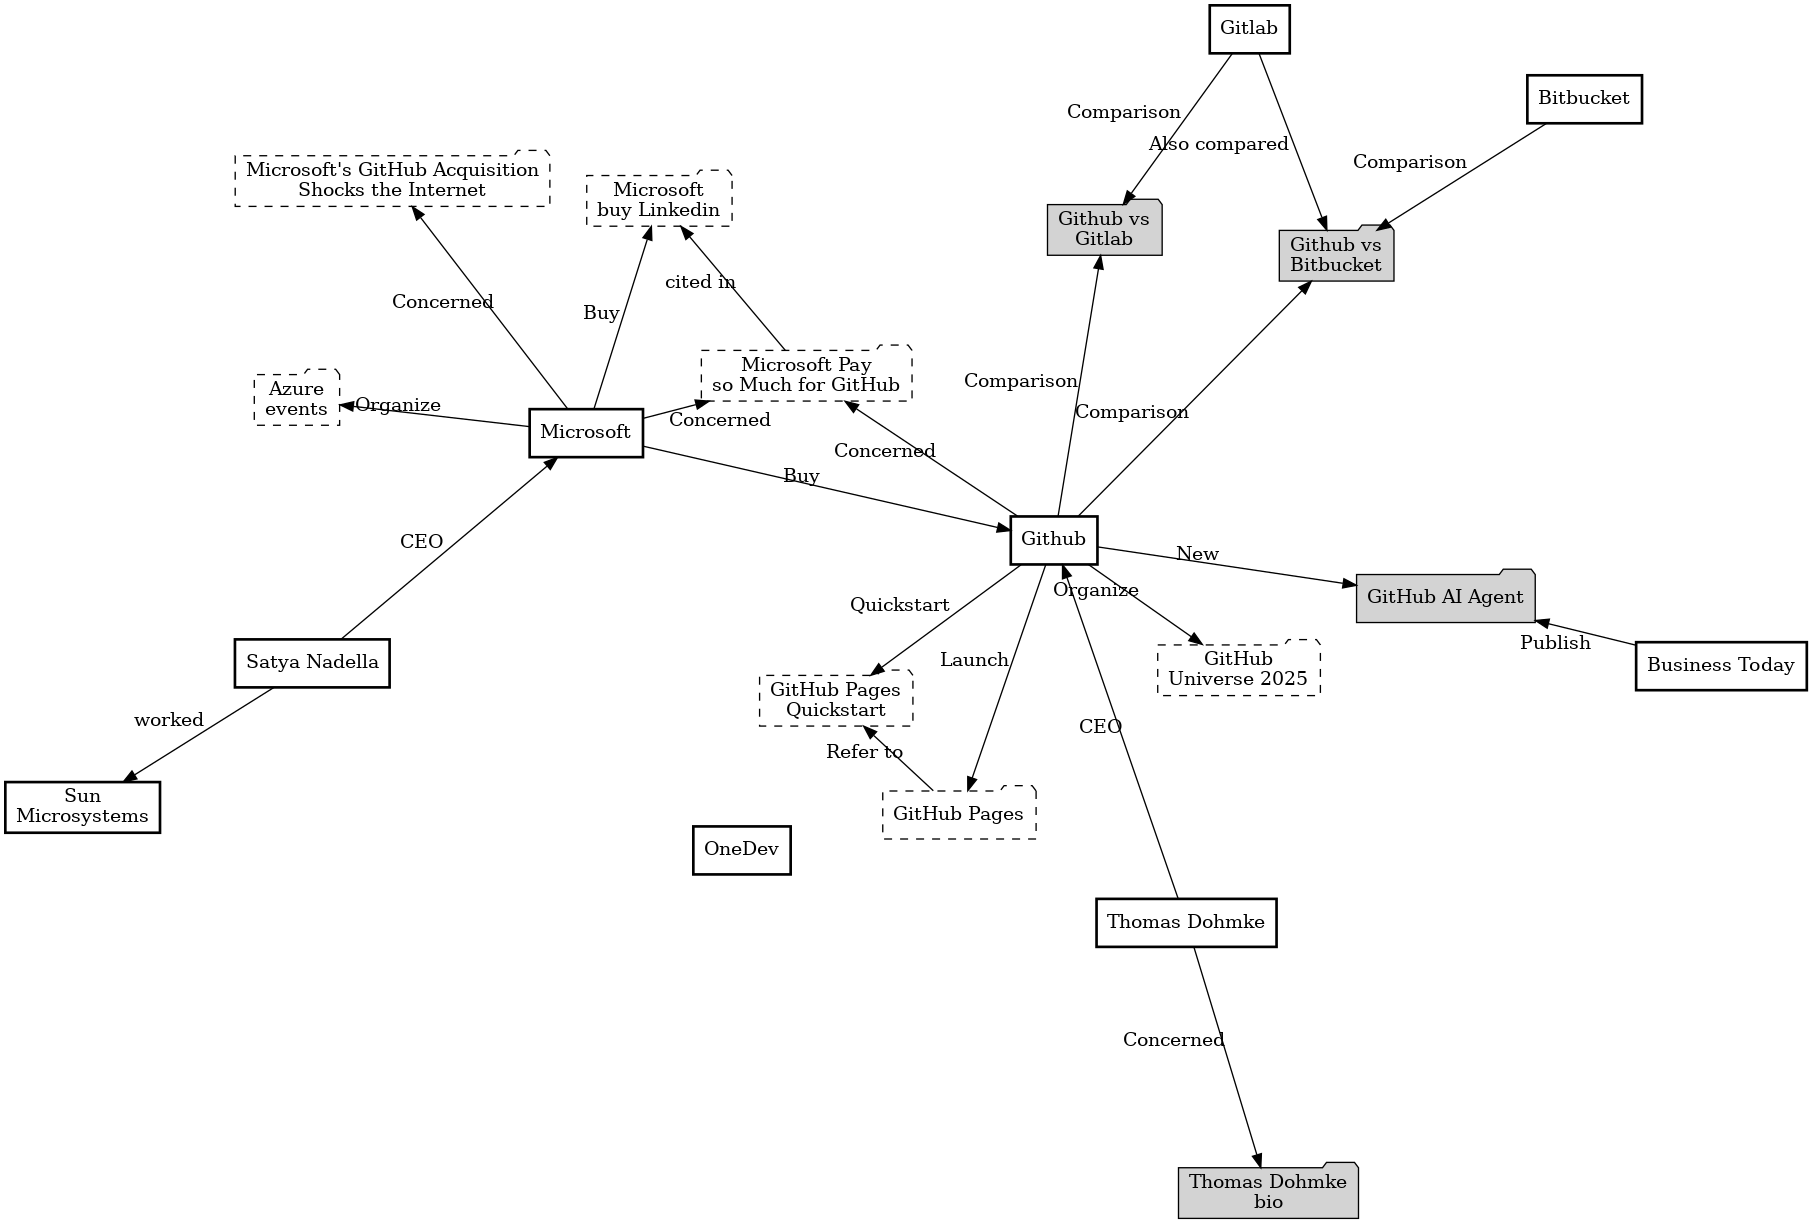 Gitlab
Bitbucket
Comparison
Also compared
Comparison
Microsoft's GitHub Acquisition
Shocks the Internet
Microsoft
buy Linkedin
Github vs
Gitlab
Github vs
Bitbucket
cited in
Concerned
Buy
Microsoft Pay
so Much for GitHub
Comparison
Azure
events
Organize
Comparison
Concerned
Microsoft
Concerned
Buy
Github
CEO
New
Organize
GitHub AI Agent
Quickstart
Publish
Satya Nadella
Launch
GitHub
Universe 2025
Business Today
GitHub Pages
Quickstart
worked
CEO
Refer to
Sun
Microsystems
GitHub Pages
OneDev
Thomas Dohmke
Concerned
Thomas Dohmke
bio